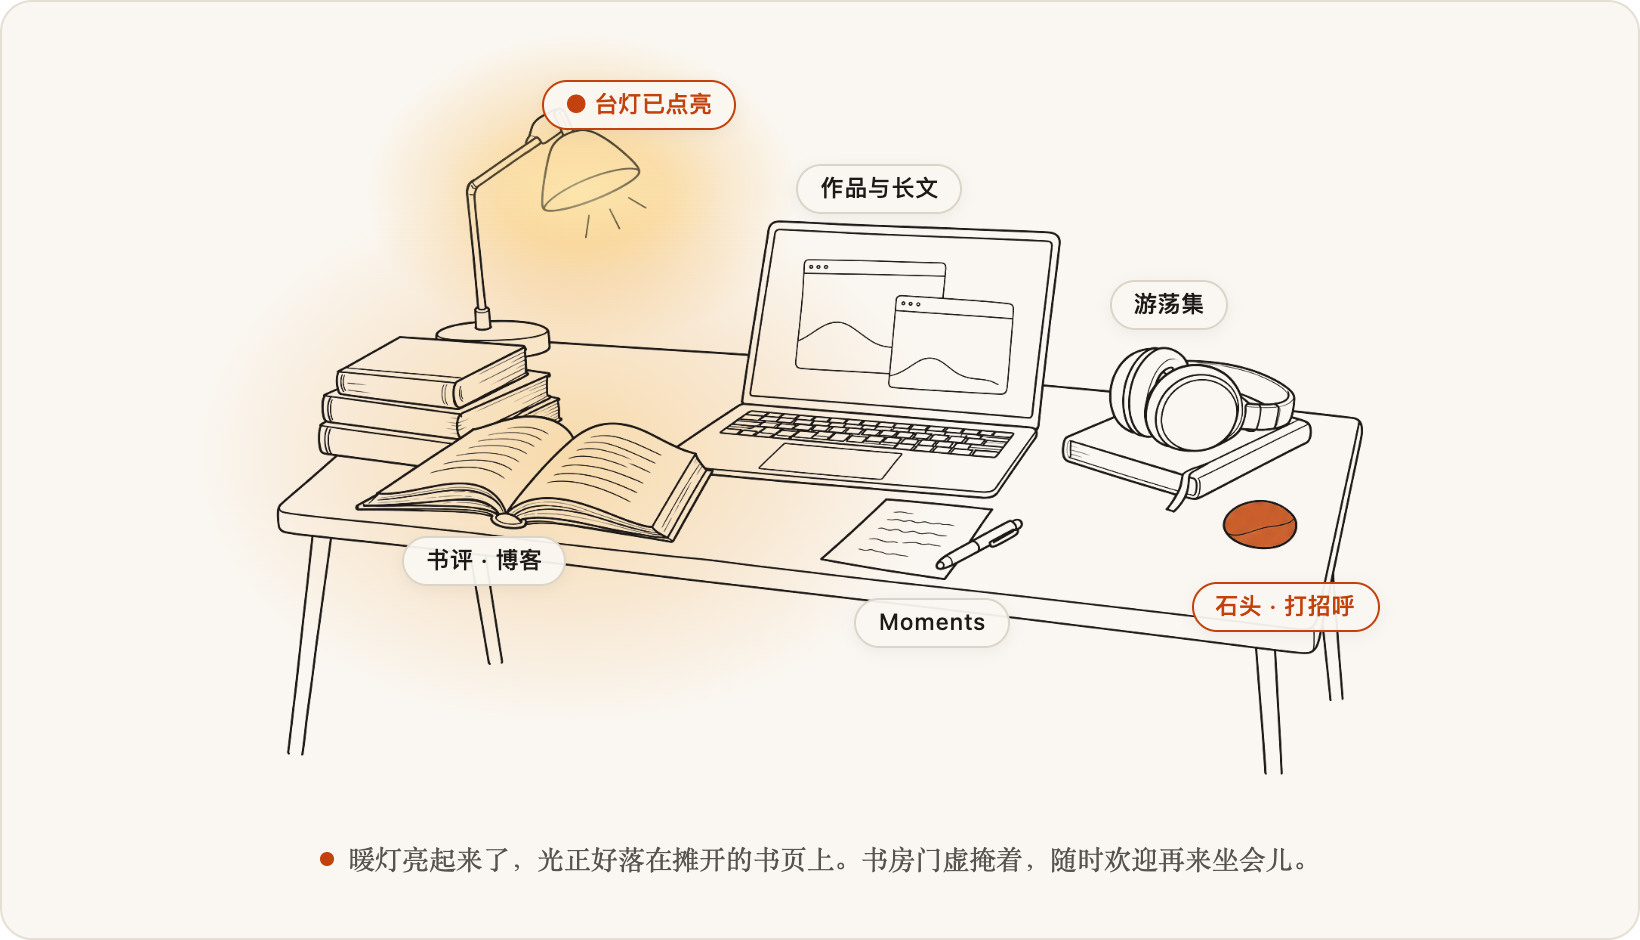 台灯已点亮
作品与长文
游荡集
书评 · 博客
Moments
石头 · 打招呼
暖灯亮起来了，光正好落在摊开的书页上。书房门虚掩着，随时欢迎再来坐会儿。